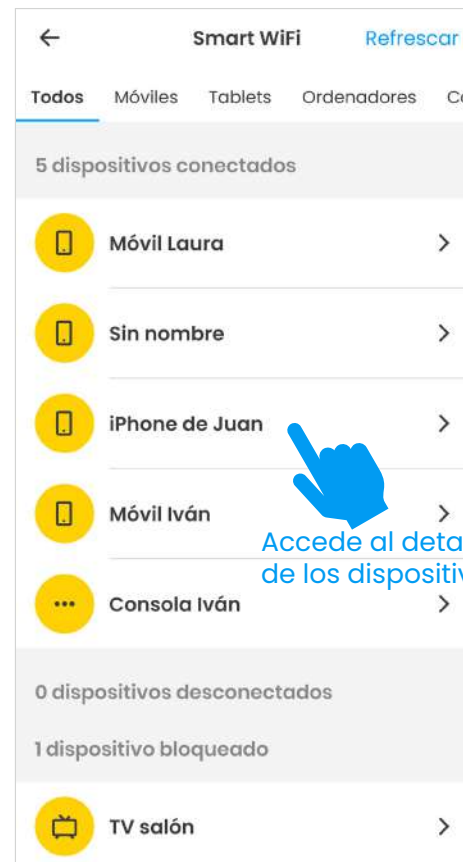 Smart WiFi Refrescar
Todos Móviles Tablets Ordenadores
5 dispositivos conectados
Móvil Laura
Sin nombre
iPhone de Juan
Móvil Iván
Accede al
de los
Consola Iván
0 dispositivos desconectados
1 dispositivo bloqueado
TV salón